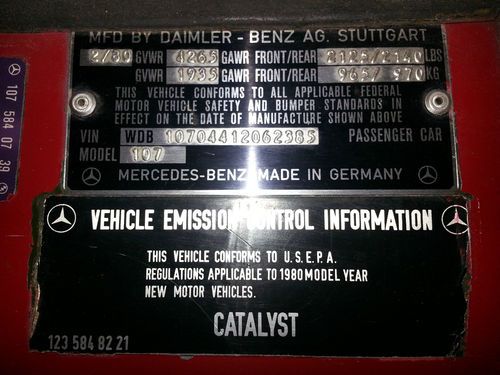 MFD BY DAIMLER - BENZ AG. STUTTGART
2/80 GVWR 4265 GAWR FRONT/REAR 2125/2140 LBS
GVWR 1935 GAWR FRONT/REAR 965/ 970 KG
THIS VEHICLE CONFORMS TO ALL APPLICABLE FEDERAL
MOTOR VEHICLE SAFETY AND BUMPER STANDARDS IN
EFFECT ON THE DATE OF MANUFACTURE SHOWN ABOVE
VIN WDB 10704412062385 PASSENGER CAR
MODEL 107
MERCEDES-BENZ MADE IN GERMANY
107 584 07 39
VEHICLE EMISSION CONTROL INFORMATION
THIS VEHICLE CONFORMS TO U.S.E.P.A.
REGULATIONS APPLICABLE TO 1980 MODEL YEAR
NEW MOTOR VEHICLES.
CATALYST
123 584 82 21